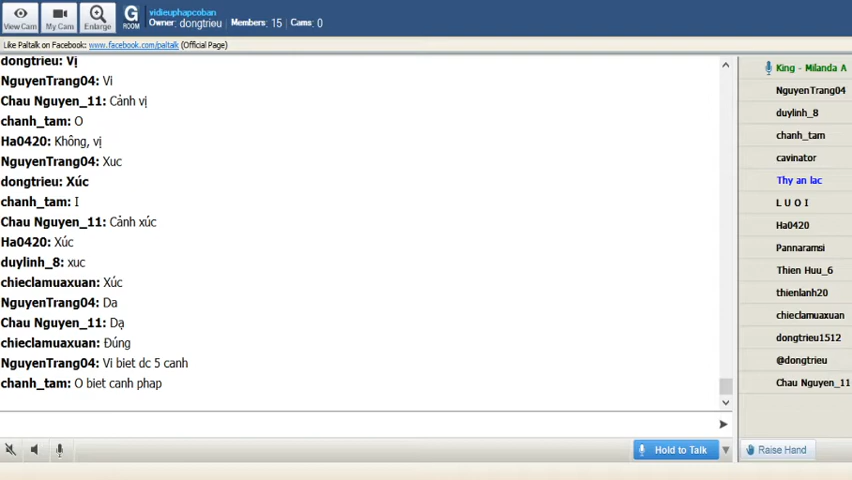 View Cam
My Cam
Enlarge
G
ROOM
vidieuphapcoban
Owner: dongtrieu Members: 15 Cams: 0
Like Paltalk on Facebook: www.facebook.com/paltalk (Official Page)
dongtrieu: Vị
NguyenTrang04: Vi
Chau Nguyen_11: Cảnh vị
chanh_tam: O
Ha0420: Không, vị
NguyenTrang04: Xuc
dongtrieu: Xúc
chanh_tam: I
Chau Nguyen_11: Cảnh xúc
Ha0420: Xúc
duylinh_8: xuc
chieclamuaxuan: Xúc
NguyenTrang04: Da
Chau Nguyen_11: Dạ
chieclamuaxuan: Đúng
NguyenTrang04: Vi biet dc 5 canh
chanh_tam: O biet canh phap
King - Milanda A
NguyenTrang04
duylinh_8
chanh_tam
cavinator
Thy an lac
L U O I
Ha0420
Pannaramsi
Thien Huu_6
thienlanh20
chieclamuaxuan
dongtrieu1512
@dongtrieu
Chau Nguyen_11
Hold to Talk
Raise Hand